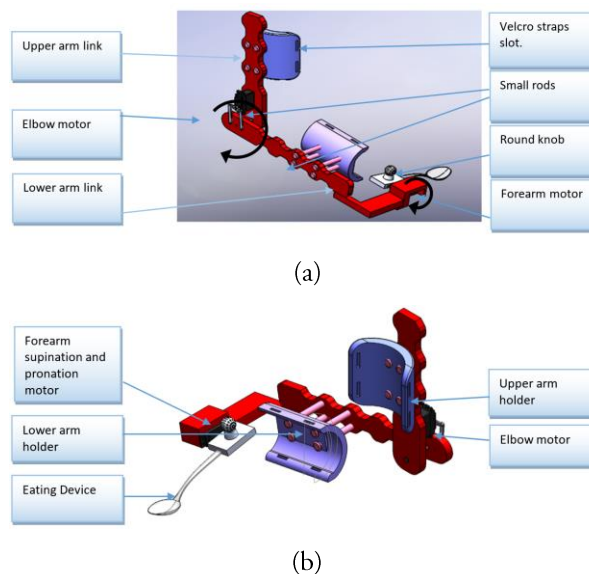 Upper arm link
Elbow motor
Lower arm link
Velcro straps
slot.
Small rods
Round knob
Forearm motor
(a)
Forearm
supination and
pronation
motor
Lower arm
holder
Eating Device
Upper arm
holder
Elbow motor
(b)